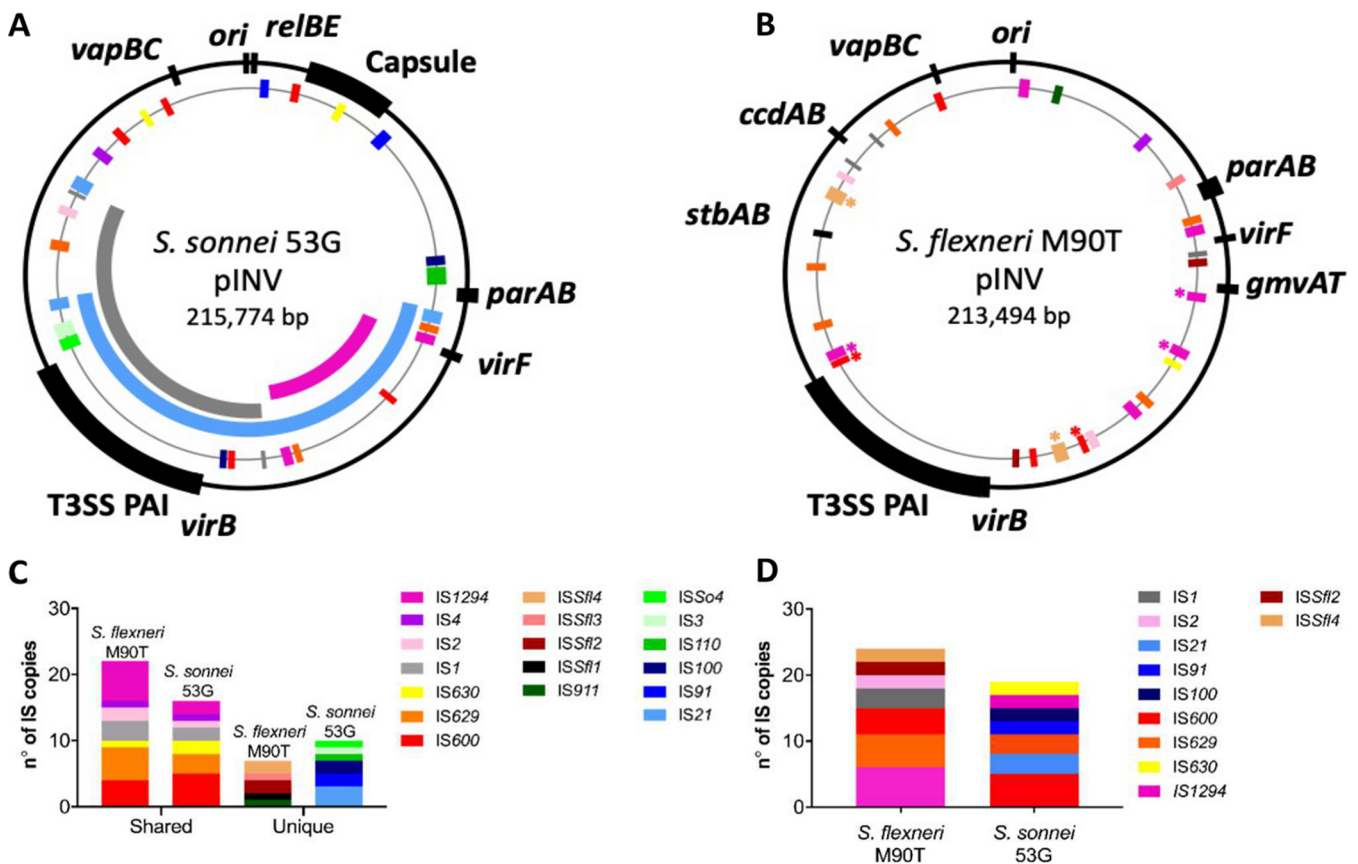 A
vapBC
ori
relBE
Capsule
S. sonnei 53G
pINV
215,774 bp
parAB
virF
T3SS PAI
virB
B
ori
vapBC
ccdAB
stbAB
parAB
virF
gmvAT
S. flexneri M90T
pINV
213,494 bp
*
*
*
*
*
*
*
T3SS PAI
virB
C
n° of IS copies
30
20
10
0
S. flexneri
M90T
S. sonnei
53G
S. flexneri
M90T
S. sonnei
53G
Shared
Unique
IS1294
IS4
IS2
IS1
IS630
IS629
IS600
ISSfl4
ISSfl3
ISSfl2
ISSfl1
IS911
ISSo4
IS3
IS110
IS100
IS91
IS21
D
n° of IS copies
30
20
10
0
S. flexneri
M90T
S. sonnei
53G
IS1
IS2
IS21
IS91
IS100
IS600
IS629
IS630
IS1294
ISSfl2
ISSfl4